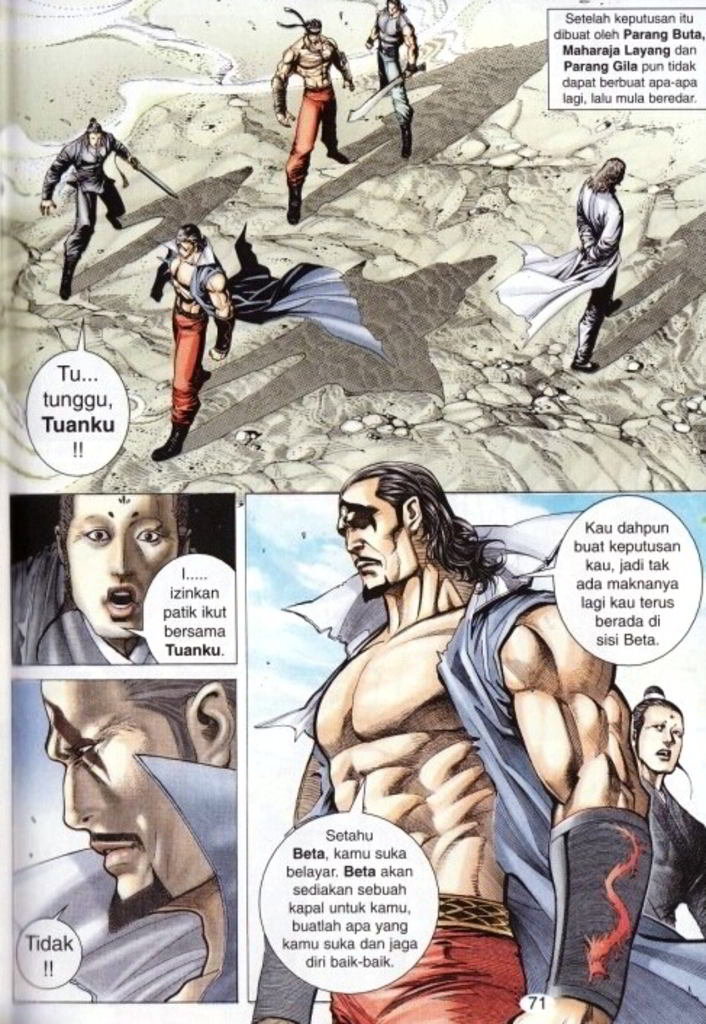 Setelah keputusan itu
dibuat oleh Parang Buta,
Maharaja Layang dan
Parang Gila pun tidak
dapat berbuat apa-apa
lagi, lalu mula beredar.
Tu...
tunggu,
Tuanku
!!
I.....
izinkan
patik ikut
bersama
Tuanku.
Tidak
!!
Kau dahpun
buat keputusan
kau, jadi tak
ada maknanya
lagi kau terus
berada di
sisi Beta.
Setahu
Beta, kamu suka
belayar. Beta akan
sediakan sebuah
kapal untuk kamu,
buatlah apa yang
kamu suka dan jaga
diri baik-baik.
71